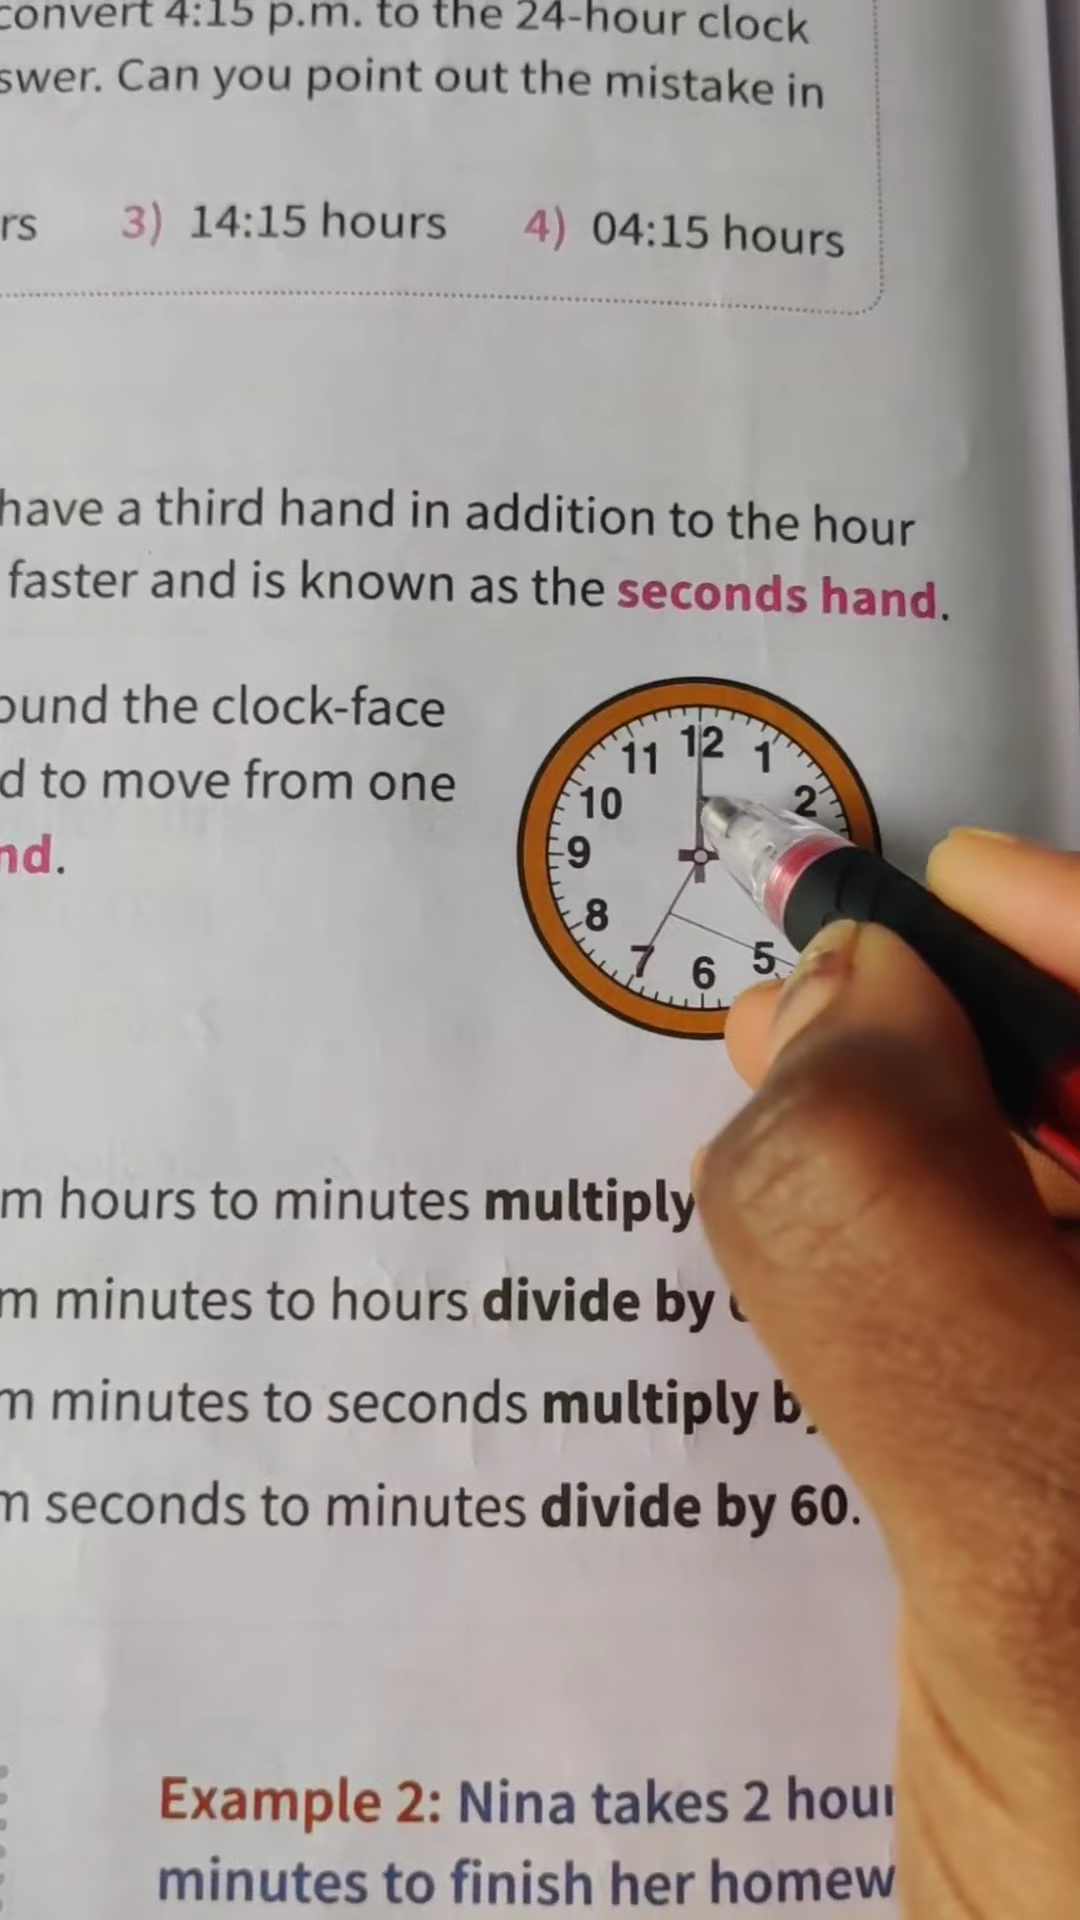 convert 4:15 p.m. to the 24-hour clock
swer. Can you point out the mistake in
rs 3) 14:15 hours 4) 04:15 hours
have a third hand in addition to the hour
faster and is known as the seconds hand.
ound the clock-face
d to move from one
nd.
12
11 1
10 2
9
8
7 6 5
m hours to minutes multiply
m minutes to hours divide by
m minutes to seconds multiply by
m seconds to minutes divide by 60.
Example 2: Nina takes 2 hour
minutes to finish her homew